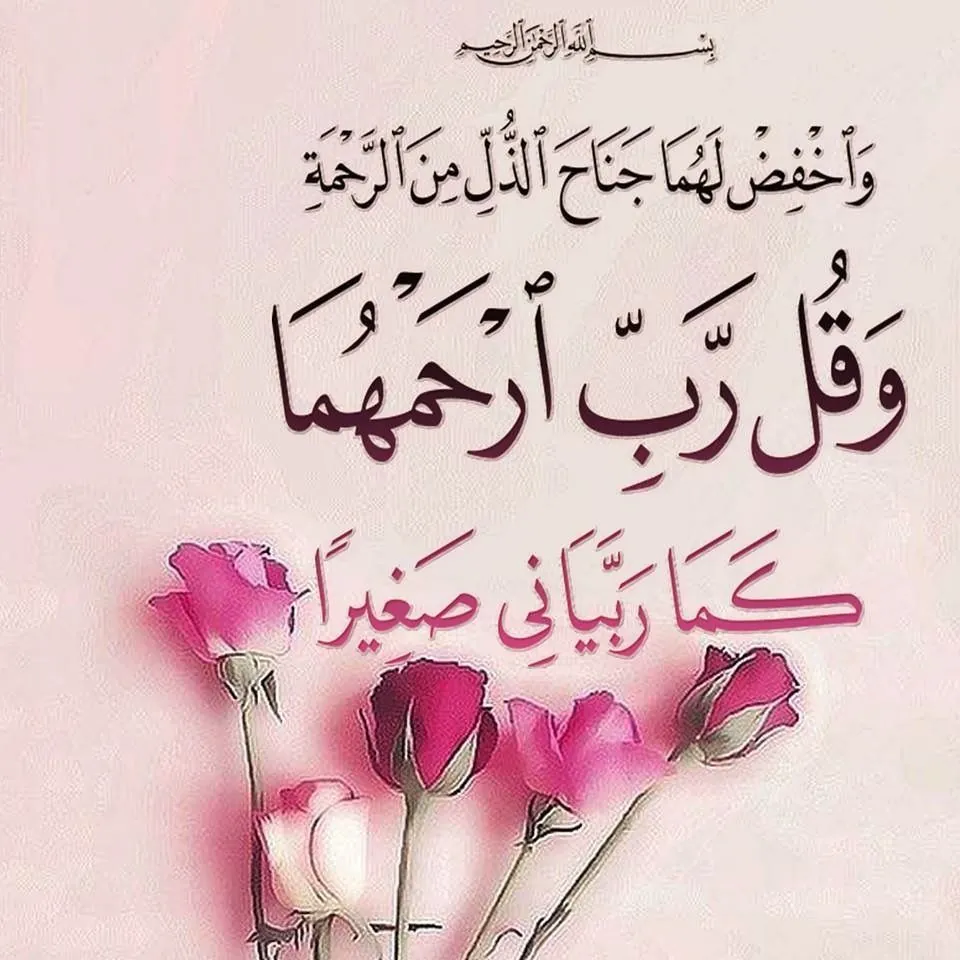 بِسْمِ ٱللَّهِ ٱلرَّحْمَٰنِ ٱلرَّحِيمِ
وَٱخْفِضْ لَهُمَا جَنَاحَ ٱلذُّلِّ مِنَ ٱلرَّحْمَةِ
وَقُل رَّبِّ ٱرْحَمْهُمَا
كَمَا رَبَّيَانِى صَغِيرًا